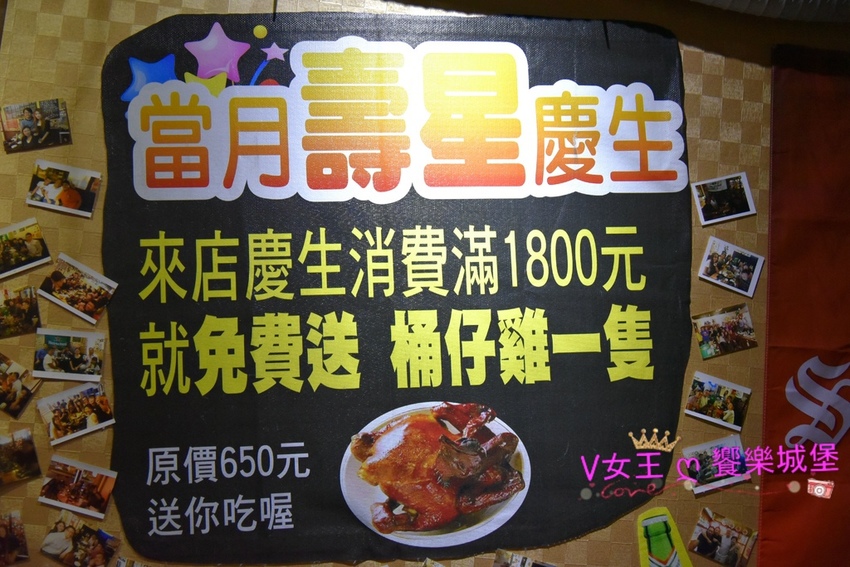 當月壽星慶生
來店慶生消費滿1800元
就免費送 桶仔雞一隻
原價650元
送你吃喔
V女王 ღ 饗樂城堡
Love